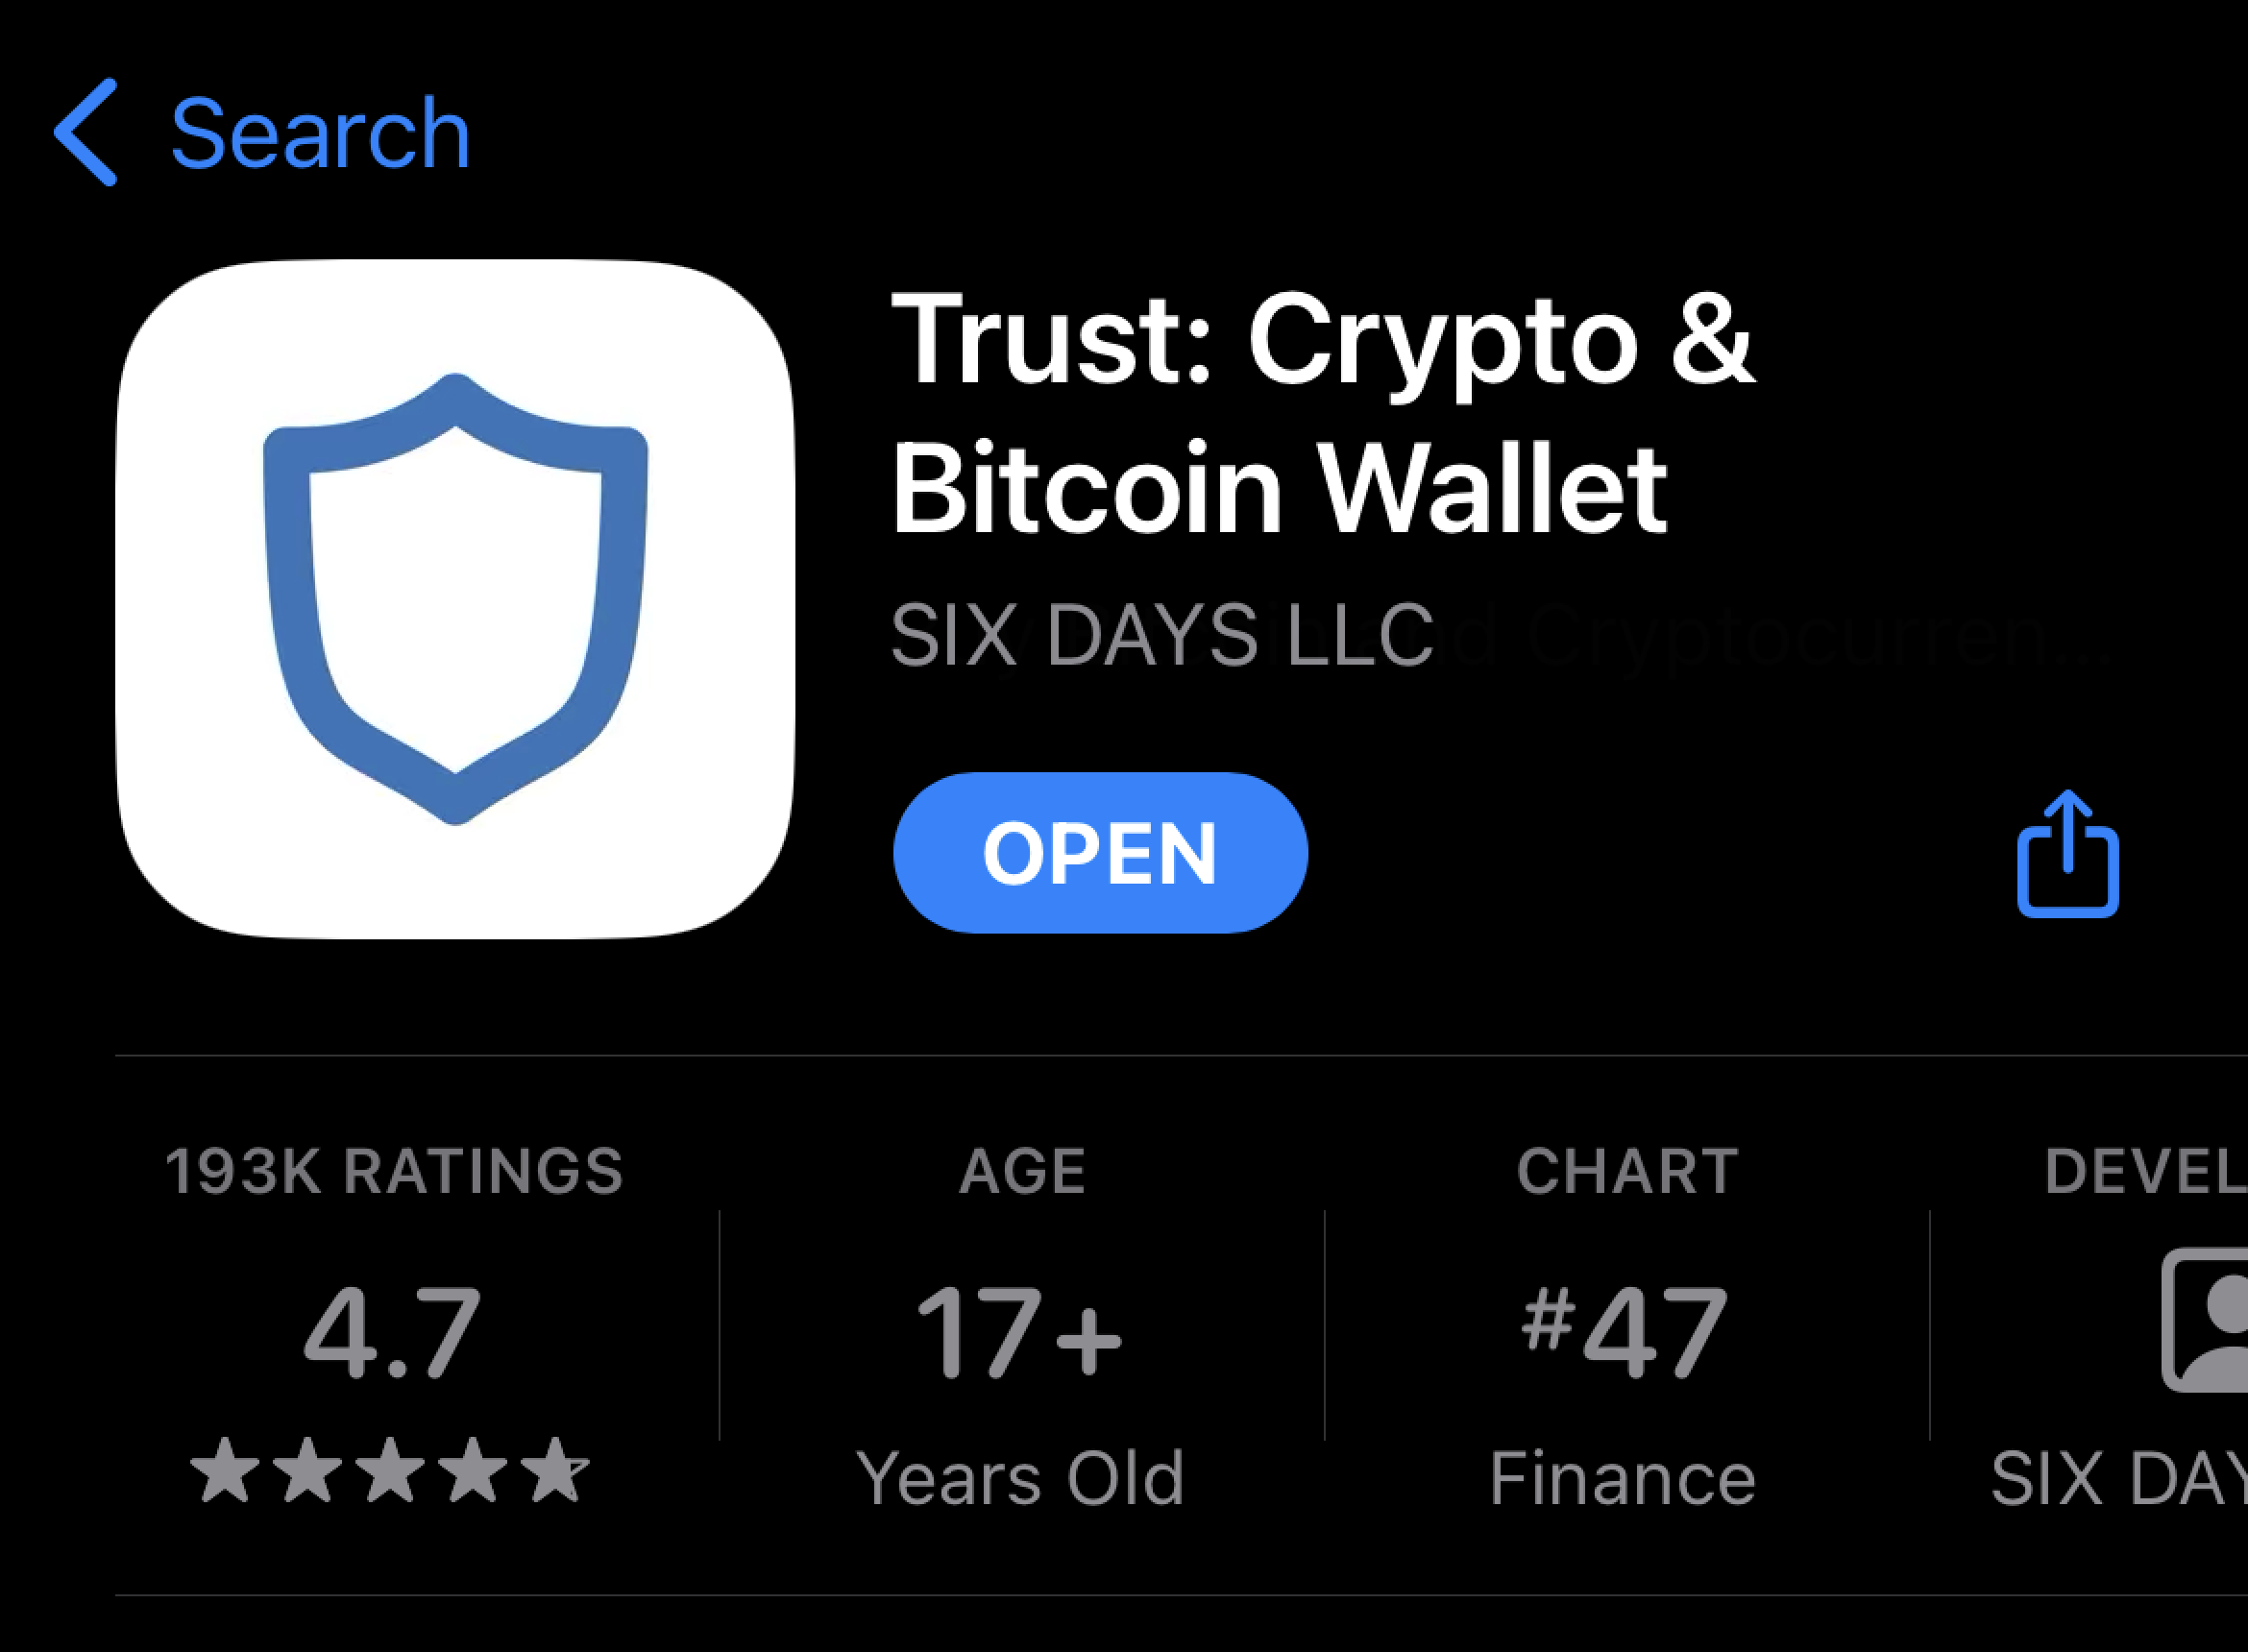 Search
Trust: Crypto &
Bitcoin Wallet
SIX DAYS LLC
OPEN
193K RATINGS
4.7
AGE
17+
Years Old
CHART
#47
Finance
DEVEL
SIX DAY